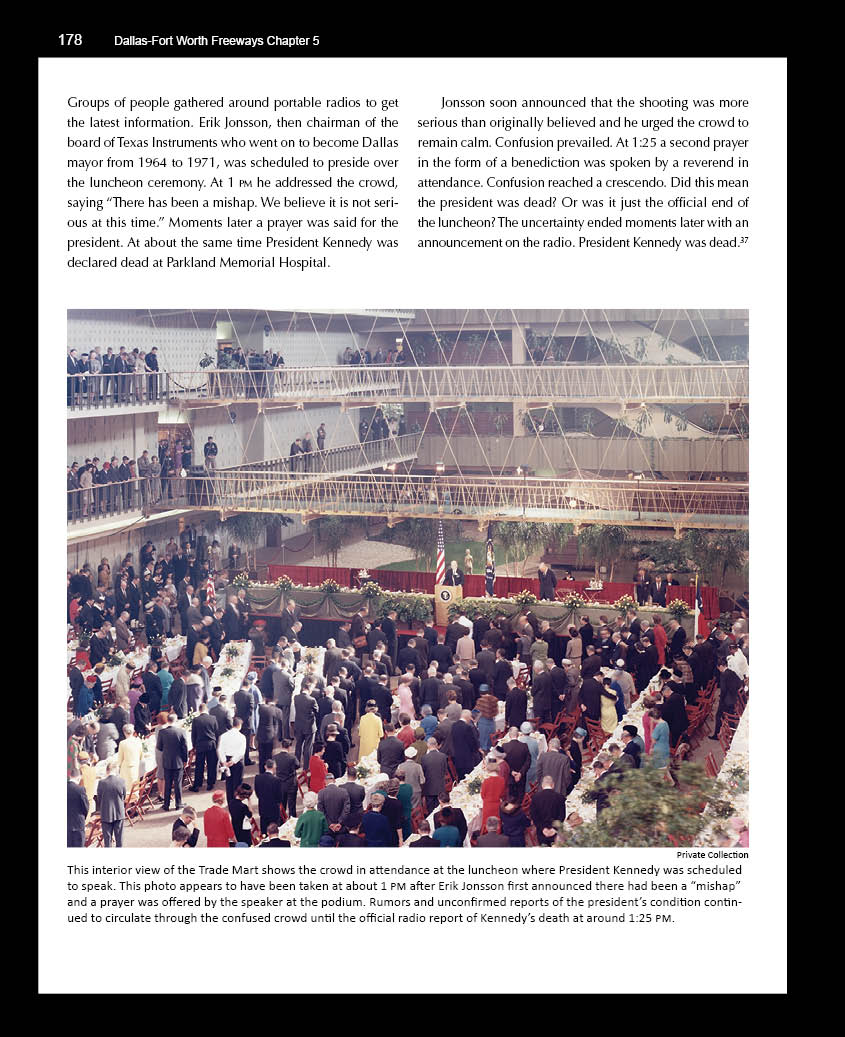 178 Dallas-Fort Worth Freeways Chapter 5
Groups of people gathered around portable radios to get
the latest information. Erik Jonsson, then chairman of the
board of Texas Instruments who went on to become Dallas
mayor from 1964 to 1971, was scheduled to preside over
the luncheon ceremony. At 1 PM he addressed the crowd,
saying “There has been a mishap. We believe it is not seri-
ous at this time.” Moments later a prayer was said for the
president. At about the same time President Kennedy was
declared dead at Parkland Memorial Hospital.
Jonsson soon announced that the shooting was more
serious than originally believed and he urged the crowd to
remain calm. Confusion prevailed. At 1:25 a second prayer
in the form of a benediction was spoken by a reverend in
attendance. Confusion reached a crescendo. Did this mean
the president was dead? Or was it just the official end of
the luncheon? The uncertainty ended moments later with an
announcement on the radio. President Kennedy was dead.37
Private Collection
This interior view of the Trade Mart shows the crowd in attendance at the luncheon where President Kennedy was scheduled
to speak. This photo appears to have been taken at about 1 PM after Erik Jonsson first announced there had been a “mishap”
and a prayer was offered by the speaker at the podium. Rumors and unconfirmed reports of the president’s condition contin-
ued to circulate through the confused crowd until the official radio report of Kennedy’s death at around 1:25 PM.